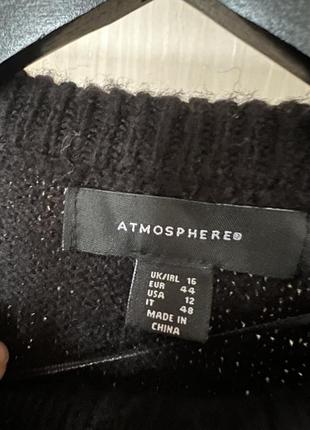 ATMOSPHERE®
UK/IRL 16
EUR 44
USA 12
IT 48
MADE IN
CHINA